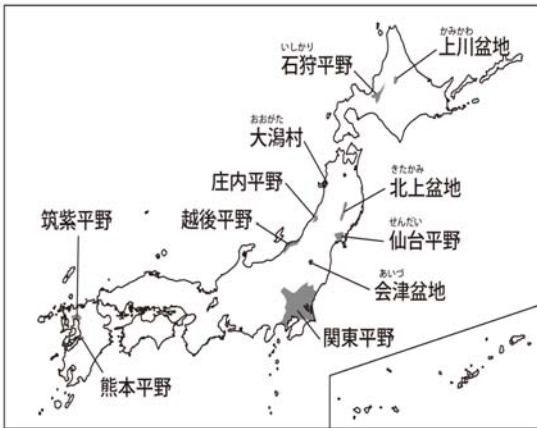 かみかわ
上川盆地
いしかり
石狩平野
おおがた
大潟村
きたかみ
北上盆地
庄内平野
せんだい
仙台平野
越後平野
筑紫平野
あいづ
会津盆地
関東平野
熊本平野